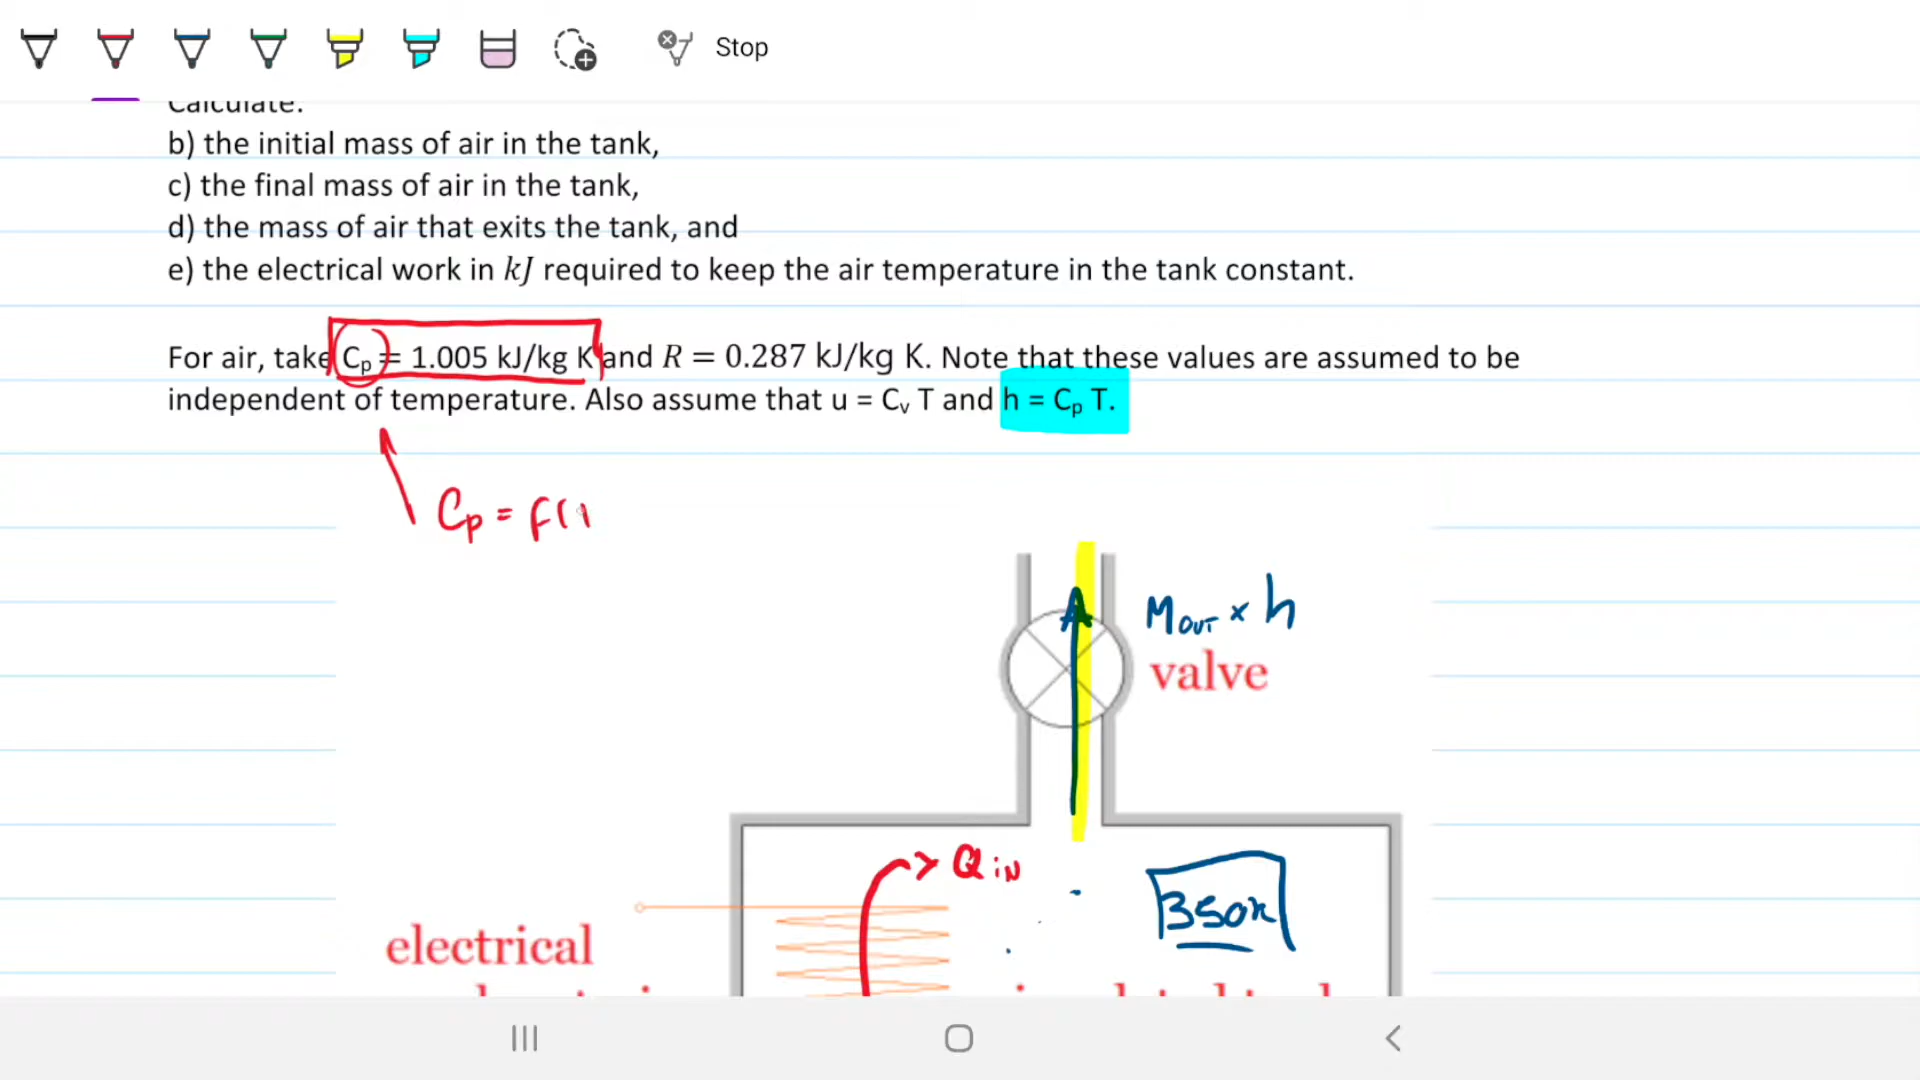 Stop
Calculate:
b) the initial mass of air in the tank,
c) the final mass of air in the tank,
d) the mass of air that exits the tank, and
e) the electrical work in kJ required to keep the air temperature in the tank constant.
For air, take Cp = 1.005 kJ/kg K and R = 0.287 kJ/kg K. Note that these values are assumed to be
independent of temperature. Also assume that u = Cv T and h = Cp T.
Cp = f(
MOUT × h
valve
QiN
350K
electrical